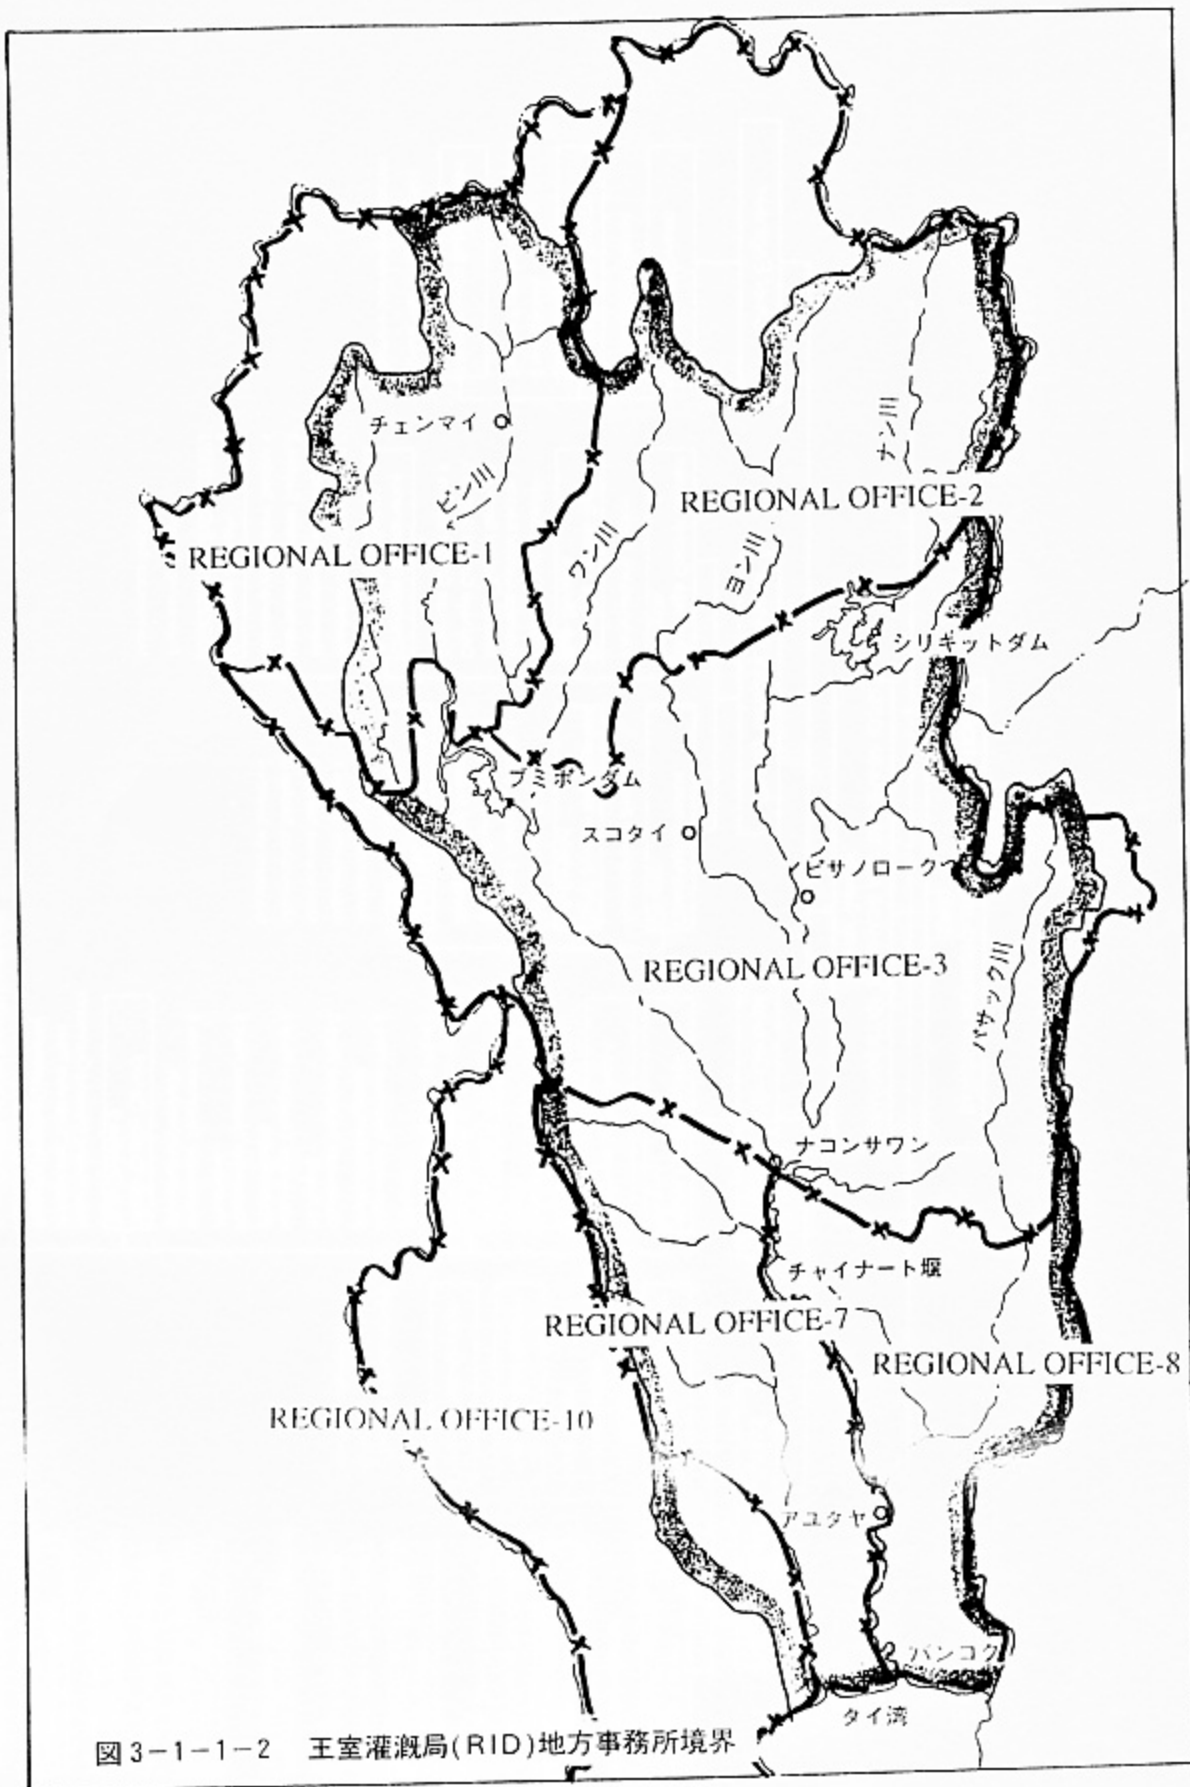 チェンマイ
ピン川
ナン川
REGIONAL OFFICE-2
REGIONAL OFFICE-1
ワン川
ヨン川
シリキットダム
プミポンダム
スコタイ
ピサノローク
REGIONAL OFFICE-3
パサック川
ナコンサワン
チャイナート堰
REGIONAL OFFICE-7
REGIONAL OFFICE-8
REGIONAL OFFICE-10
アユタヤ
バンコク
タイ湾
図3-1-1-2 王室灌漑局(RID)地方事務所境界